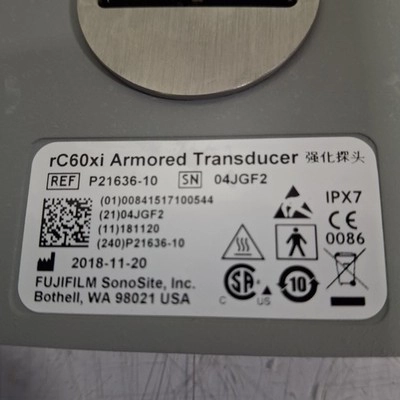 rC60xi Armored Transducer 强化探头
REF P21636-10 SN 04JGF2
(01)00841517100544
(21)04JGF2
(11)181120
(240)P21636-10
IPX7
CE
0086
2018-11-20
SA
C US
10
FUJIFILM SonoSite, Inc.
Bothell, WA 98021 USA